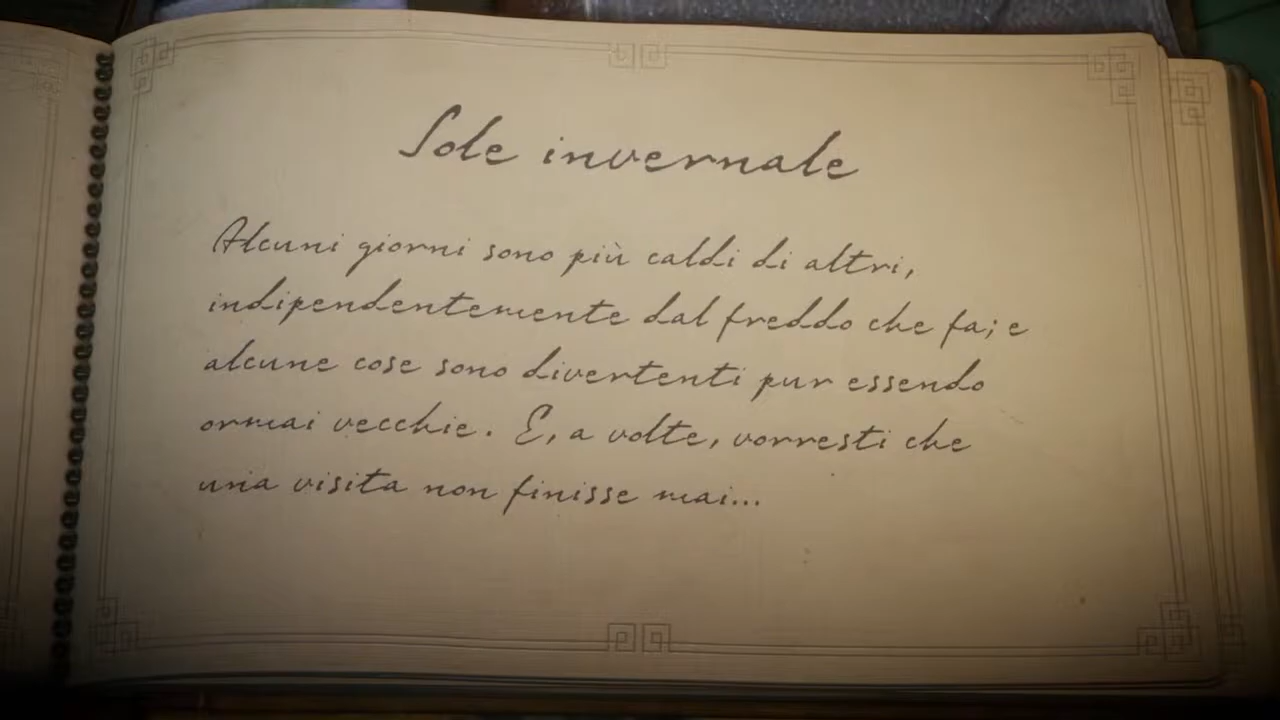 Sole invernale
Alcuni giorni sono più caldi di altri,
indipendentemente dal freddo che fa; e
alcune cose sono divertenti pur essendo
ormai vecchie. E, a volte, vorresti che
una visita non finisse mai...